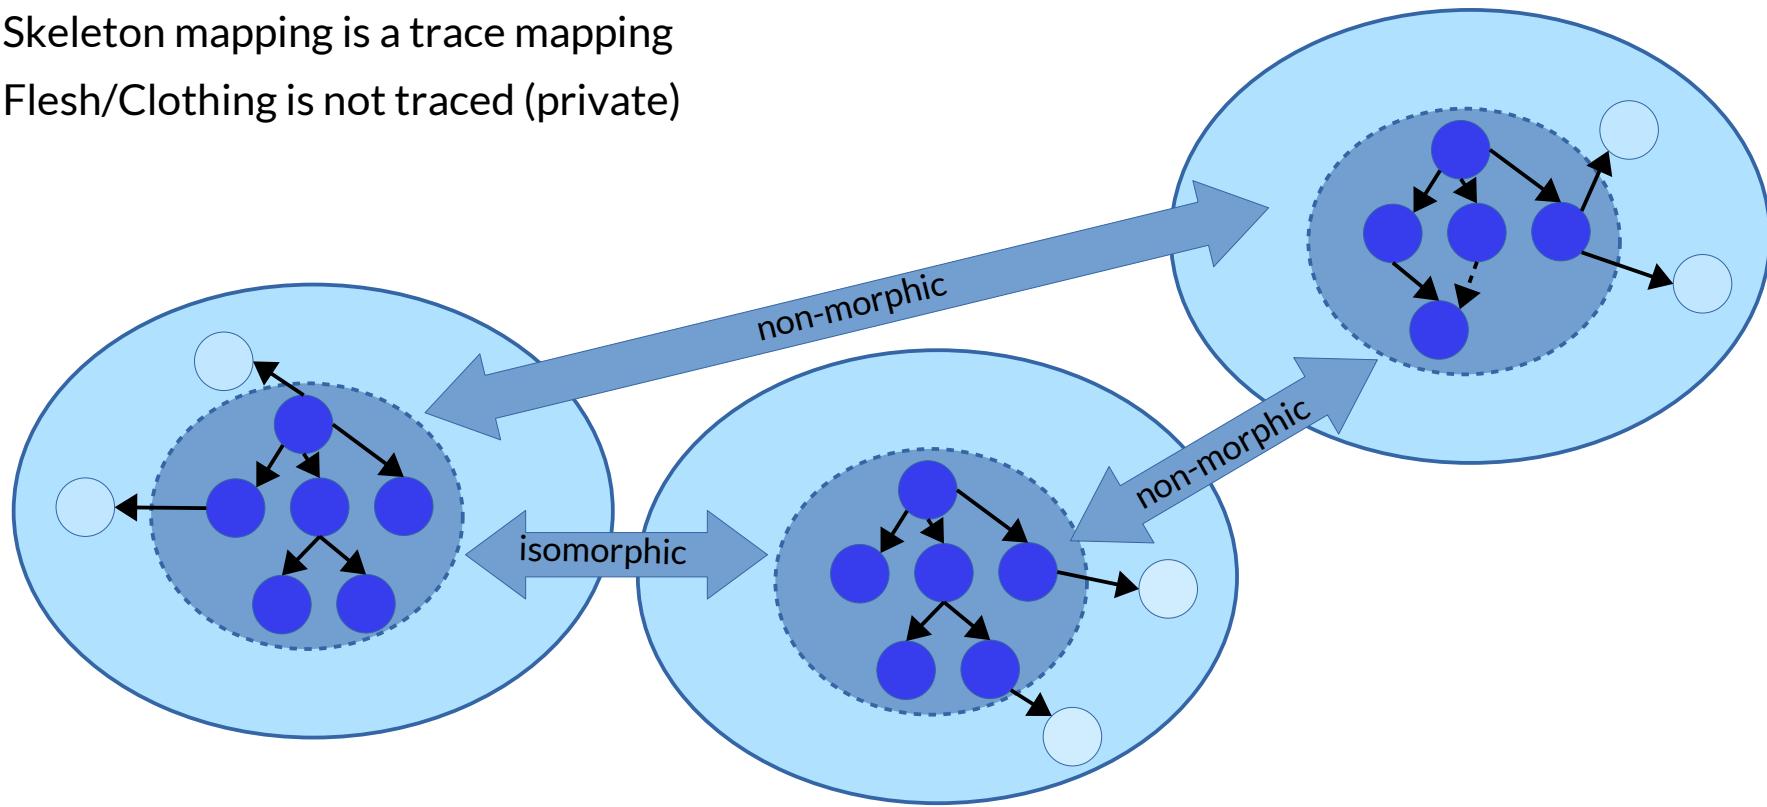 Skeleton mapping is a trace mapping
Flesh/Clothing is not traced (private)
non-morphic
non-morphic
isomorphic